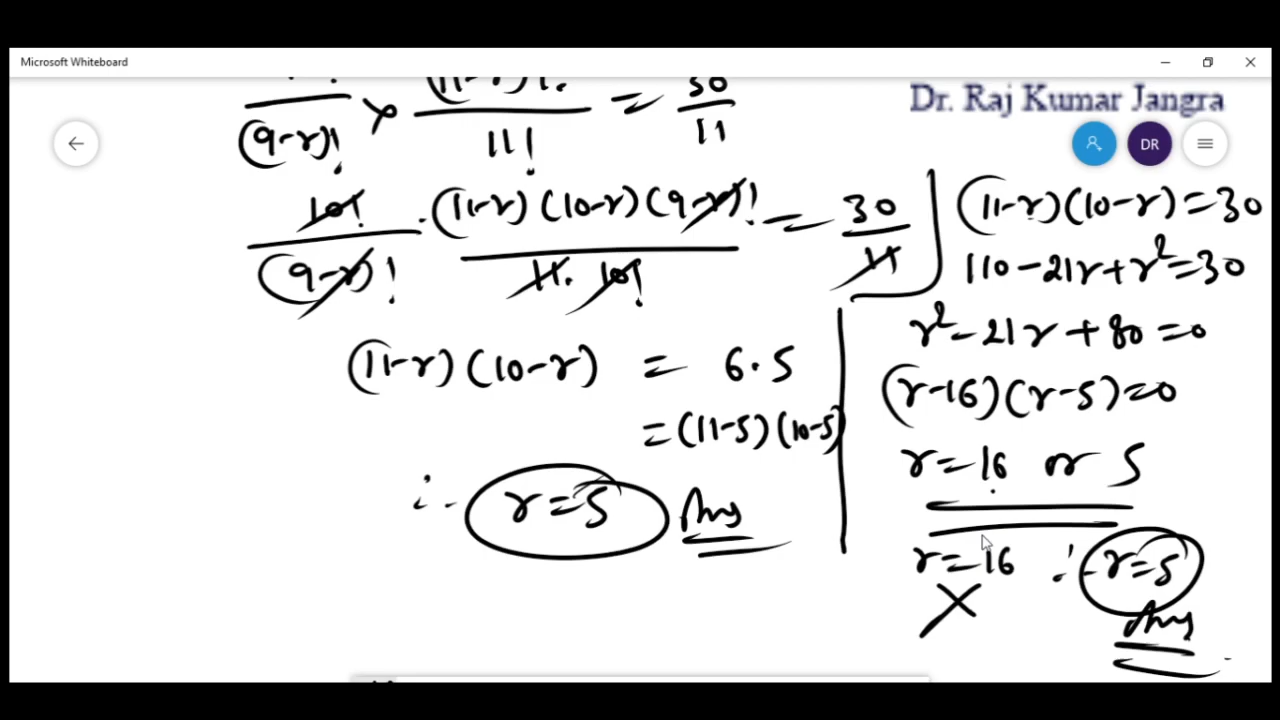 Microsoft Whiteboard
Dr. Raj Kumar Jangra
DR
/(9-r)! × /11! = 30/11
10!/(9-r)! · (11-r)(10-r)(9-r)!/11. 10! = 30/11
(11-r)(10-r) = 6.5
= (11-5)(10-5)
∴ r=5 Ans
(11-r)(10-r)=30
110-21r+r²=30
r²-21r+80=0
(r-16)(r-5)=0
r=16 or 5
r=16 ∴ r=5
×
Ans